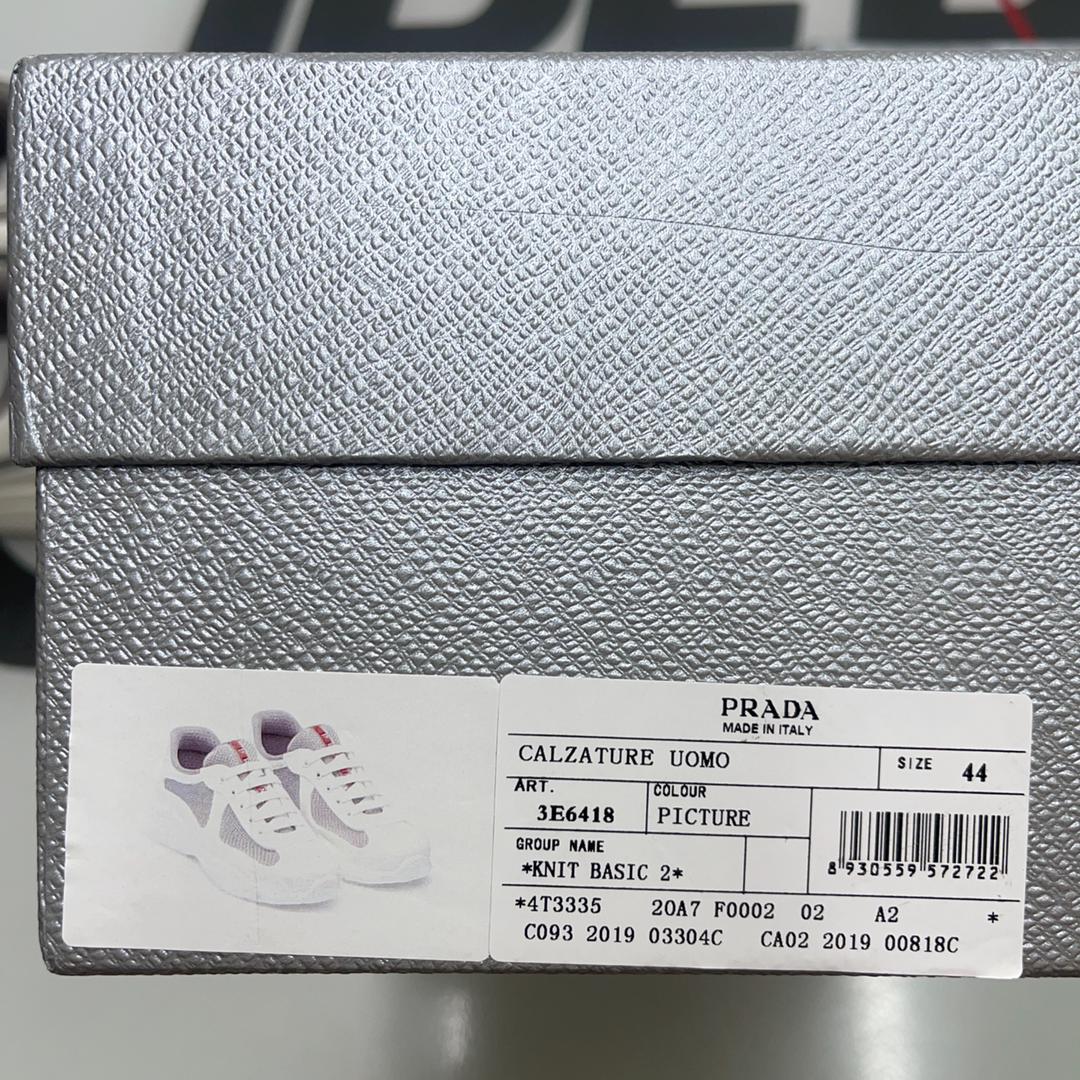 PRADA
MADE IN ITALY
CALZATURE UOMO
SIZE 44
ART.
3E6418
COLOUR
PICTURE
GROUP NAME
*KNIT BASIC 2*
8 930559 572722
*4T3335 20A7 F0002 02 A2 *
C093 2019 03304C CA02 2019 00818C